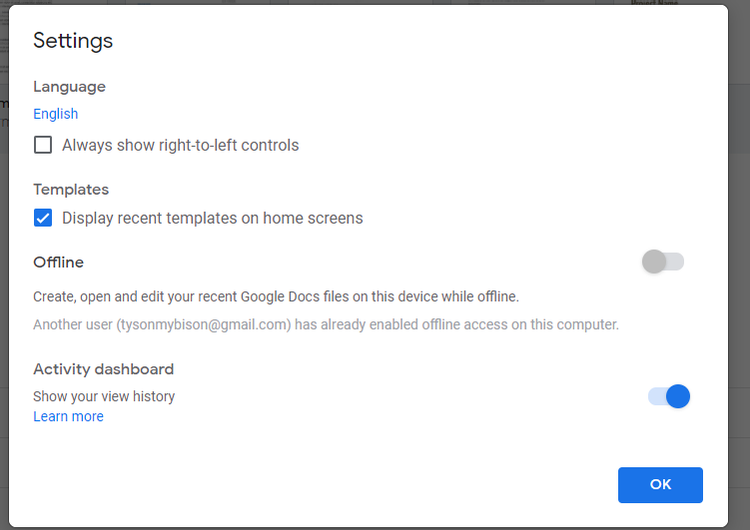 Project Name
Settings
Language
English
Always show right-to-left controls
Templates
Display recent templates on home screens
Offline
Create, open and edit your recent Google Docs files on this device while offline.
Another user (tysonmybison@gmail.com) has already enabled offline access on this computer.
Activity dashboard
Show your view history
Learn more
OK